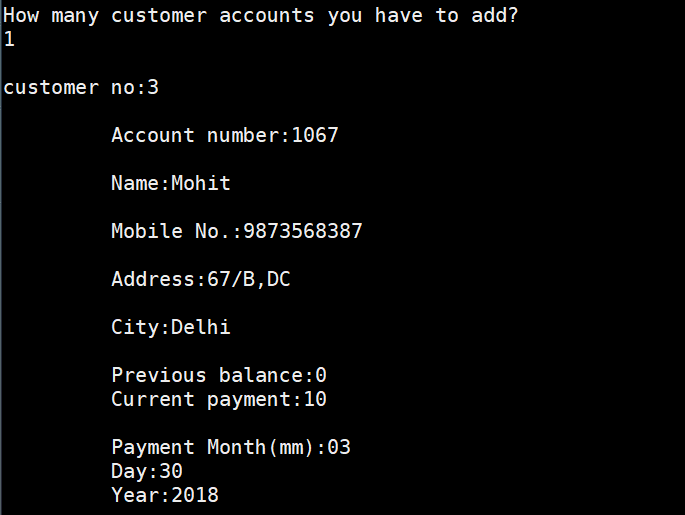 How many customer accounts you have to add?
1
customer no:3
Account number:1067
Name:Mohit
Mobile No.:9873568387
Address:67/B,DC
City:Delhi
Previous balance:0
Current payment:10
Payment Month(mm):03
Day:30
Year:2018